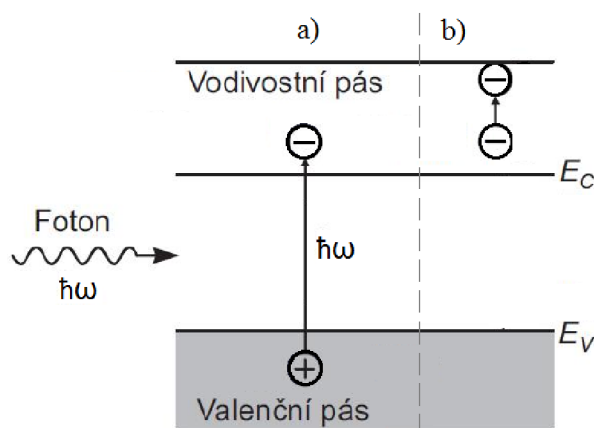 a)
b)
Vodivostní pás
E_C
Foton
ħω
ħω
E_V
Valenční pás